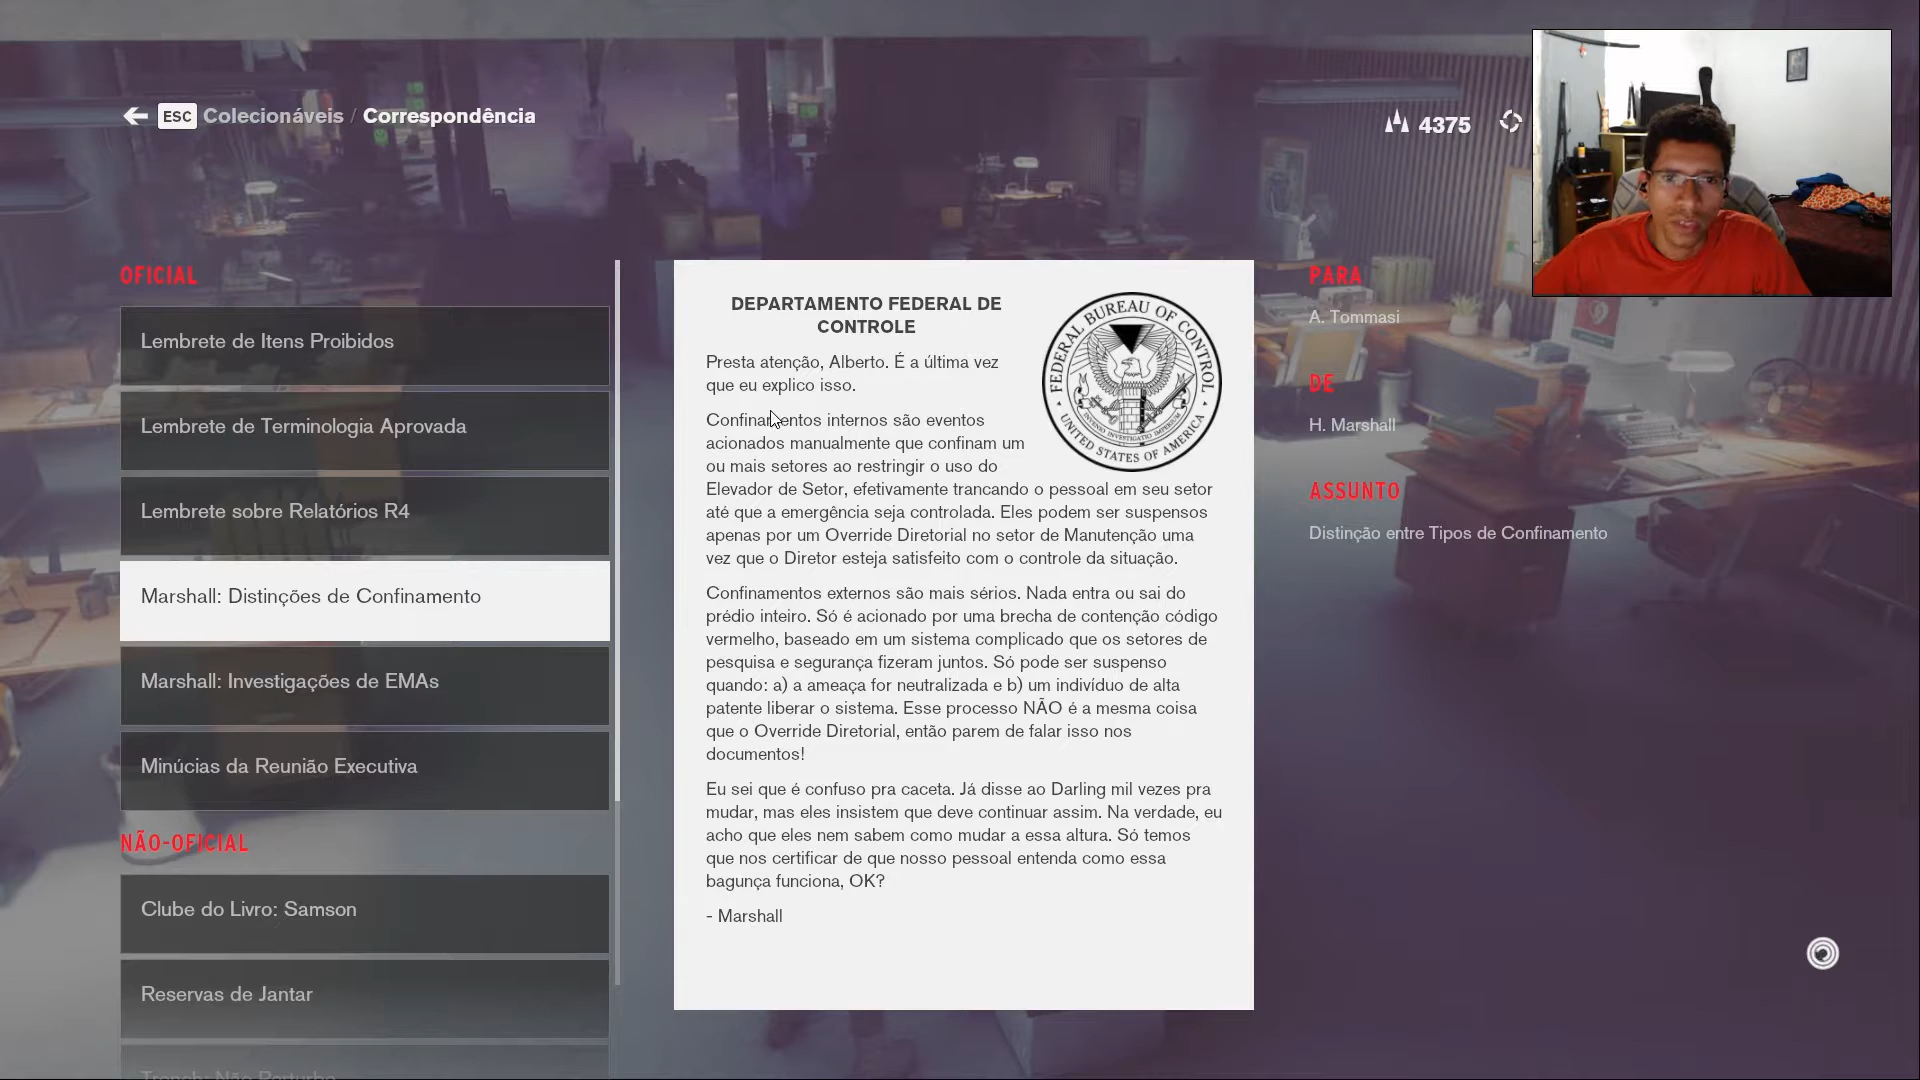 ESC Colecionáveis / Correspondência
4375
OFICIAL
Lembrete de Itens Proibidos
Lembrete de Terminologia Aprovada
Lembrete sobre Relatórios R4
Marshall: Distinções de Confinamento
Marshall: Investigações de EMAs
Minúcias da Reunião Executiva
NÃO-OFICIAL
Clube do Livro: Samson
Reservas de Jantar
Trench: Não Perturbe
DEPARTAMENTO FEDERAL DE
CONTROLE
FEDERAL BUREAU OF CONTROL
UNITED STATES OF AMERICA
Presta atenção, Alberto. É a última vez
que eu explico isso.
Confinamentos internos são eventos
acionados manualmente que confinam um
ou mais setores ao restringir o uso do
Elevador de Setor, efetivamente trancando o pessoal em seu setor
até que a emergência seja controlada. Eles podem ser suspensos
apenas por um Override Diretorial no setor de Manutenção uma
vez que o Diretor esteja satisfeito com o controle da situação.
Confinamentos externos são mais sérios. Nada entra ou sai do
prédio inteiro. Só é acionado por uma brecha de contenção código
vermelho, baseado em um sistema complicado que os setores de
pesquisa e segurança fizeram juntos. Só pode ser suspenso
quando: a) a ameaça for neutralizada e b) um indivíduo de alta
patente liberar o sistema. Esse processo NÃO é a mesma coisa
que o Override Diretorial, então parem de falar isso nos
documentos!
Eu sei que é confuso pra caceta. Já disse ao Darling mil vezes pra
mudar, mas eles insistem que deve continuar assim. Na verdade, eu
acho que eles nem sabem como mudar a essa altura. Só temos
que nos certificar de que nosso pessoal entenda como essa
bagunça funciona, OK?
- Marshall
PARA
A. Tommasi
DE
H. Marshall
ASSUNTO
Distinção entre Tipos de Confinamento